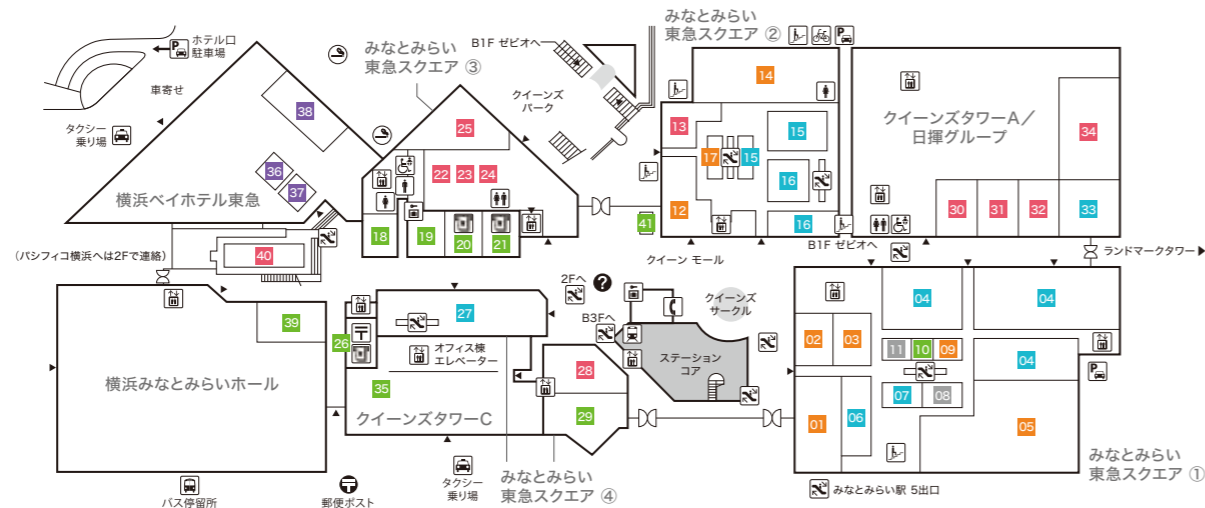 ホテル口
駐車場
車寄せ
タクシー
乗り場
横浜ベイホテル東急
38
36
37
(パシフィコ横浜へは2Fで連絡)
40
みなとみらい
東急スクエア ③
B1F ゼビオへ
クイーンズ
パーク
25
22
23
24
18
19
20
21
41
みなとみらい
東急スクエア ②
14
13
17
15
15
16
12
16
クイーン モール
クイーンズタワーA/
日揮グループ
34
30
31
32
33
B1F ゼビオへ
ランドマークタワー
39
横浜みなとみらいホール
バス停留所
郵便ポスト
26
27
オフィス棟
エレベーター
35
クイーンズタワーC
28
29
2Fへ
?
B3Fへ
クイーンズ
サークル
ステーション
コア
タクシー
乗り場
みなとみらい
東急スクエア ④
04
04
02
03
11
10
09
04
07
08
01
06
05
みなとみらい
東急スクエア ①
みなとみらい駅 5出口